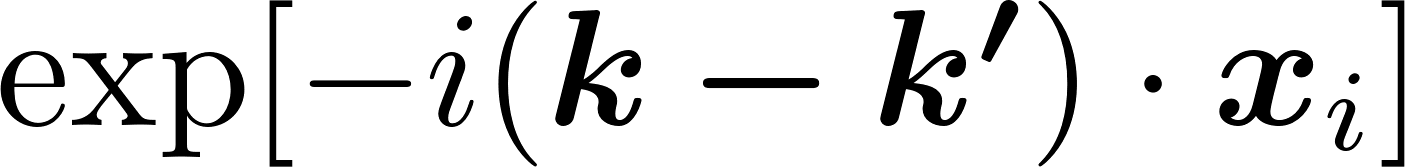 exp[−i(𝒌 − 𝒌′) · 𝒙ᵢ]